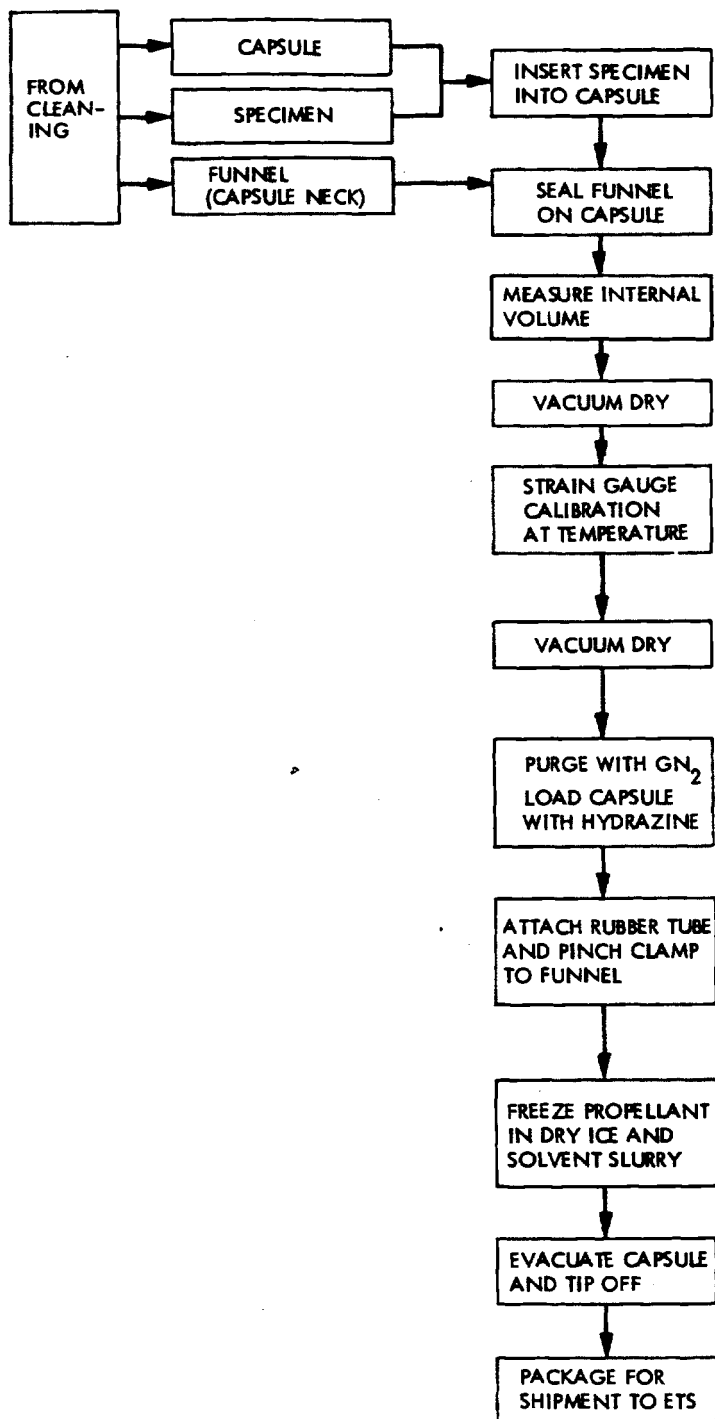 FROM
CLEAN-
ING
CAPSULE
SPECIMEN
FUNNEL
(CAPSULE NECK)
INSERT SPECIMEN
INTO CAPSULE
SEAL FUNNEL
ON CAPSULE
MEASURE INTERNAL
VOLUME
VACUUM DRY
STRAIN GAUGE
CALIBRATION
AT TEMPERATURE
VACUUM DRY
PURGE WITH GN2
LOAD CAPSULE
WITH HYDRAZINE
ATTACH RUBBER TUBE
AND PINCH CLAMP
TO FUNNEL
FREEZE PROPELLANT
IN DRY ICE AND
SOLVENT SLURRY
EVACUATE CAPSULE
AND TIP OFF
PACKAGE FOR
SHIPMENT TO ETS